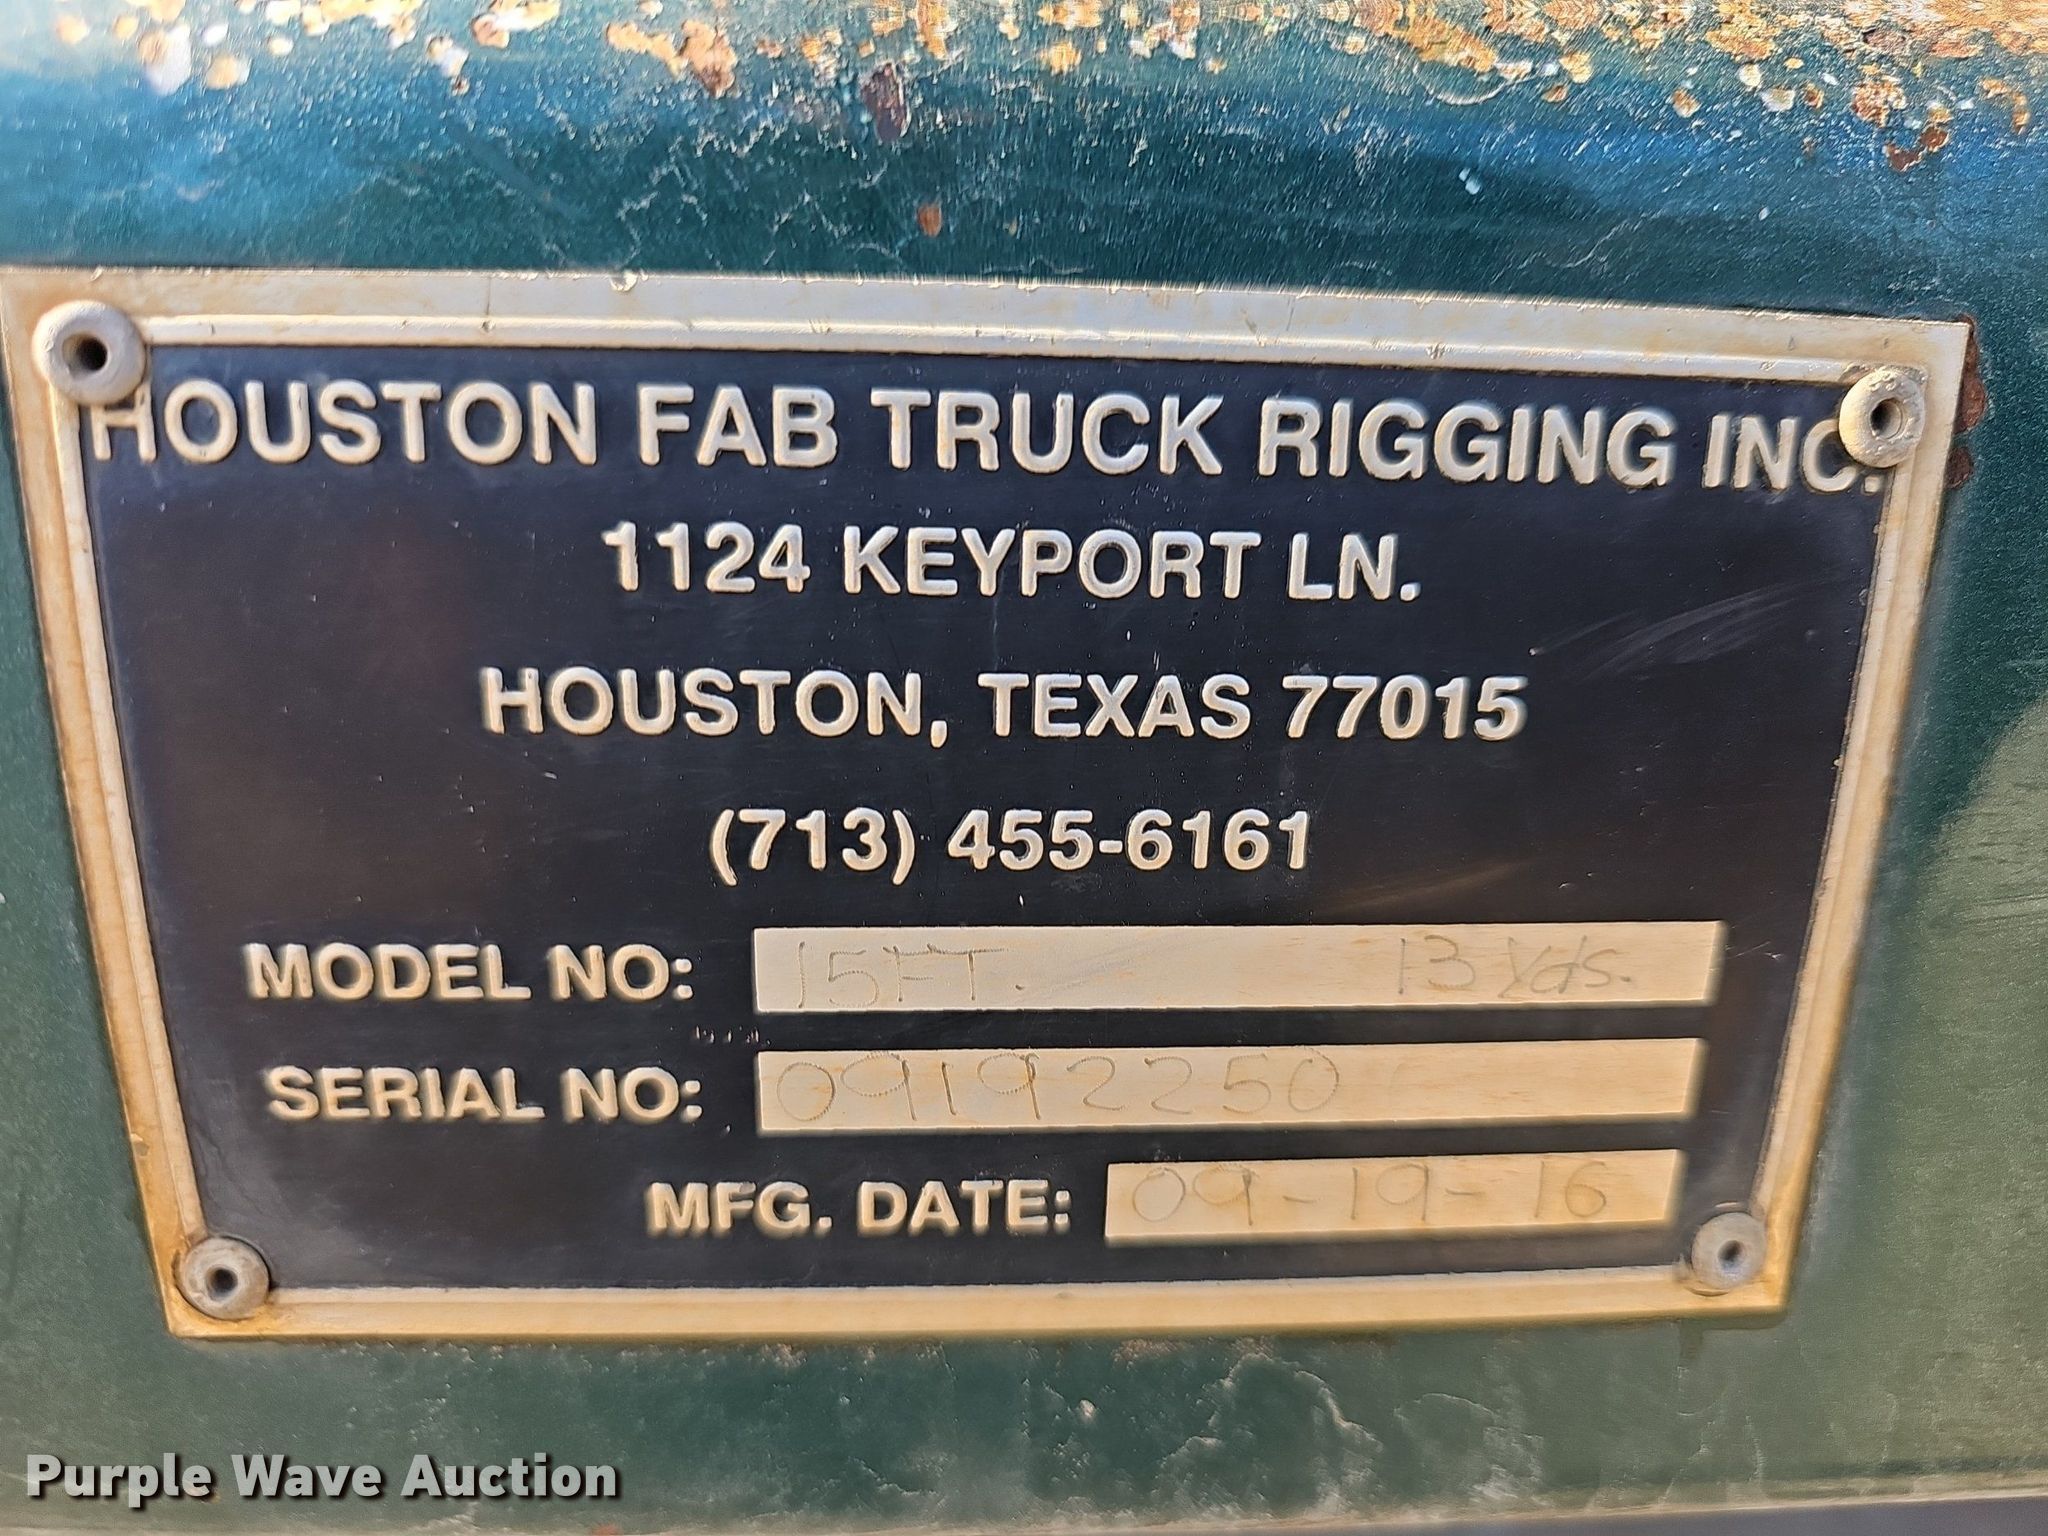 HOUSTON FAB TRUCK RIGGING INC.
1124 KEYPORT LN.
HOUSTON, TEXAS 77015
(713) 455-6161
MODEL NO: 15FT. 13 Yds.
SERIAL NO: 09192250
MFG. DATE: 09-19-16
Purple Wave Auction